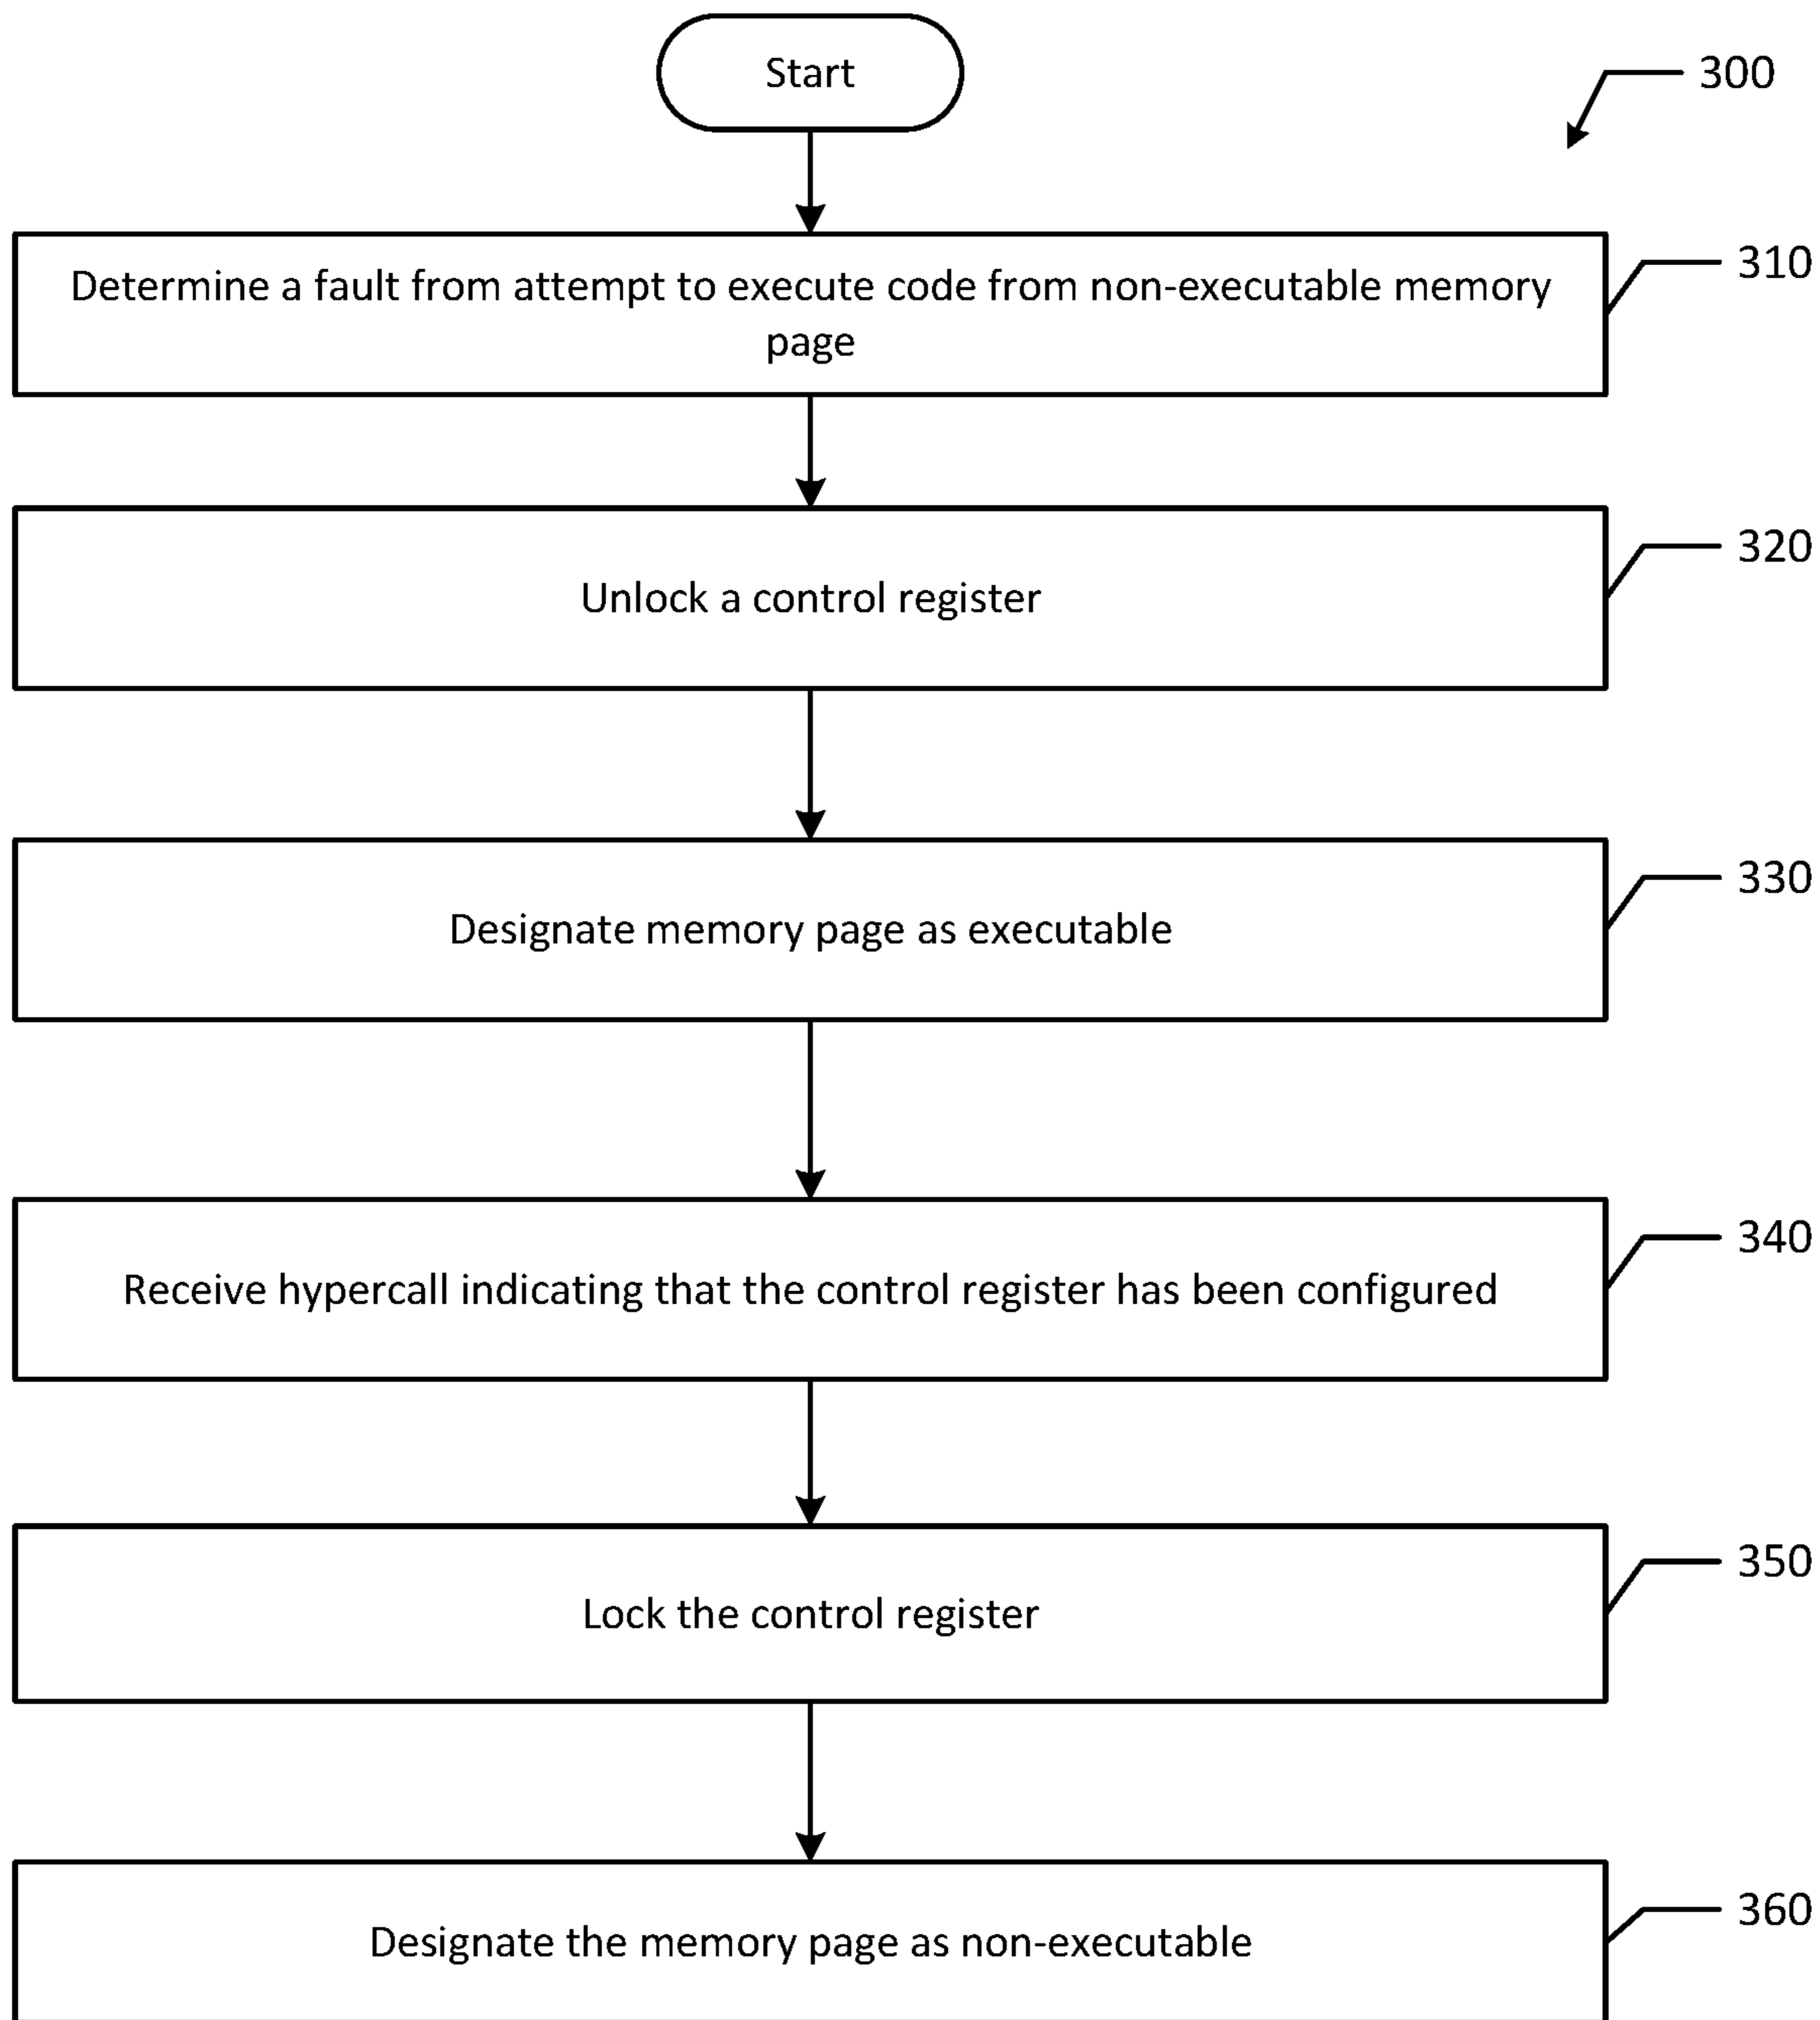 Start
300
Determine a fault from attempt to execute code from non-executable memory
page
310
Unlock a control register
320
Designate memory page as executable
330
Receive hypercall indicating that the control register has been configured
340
Lock the control register
350
Designate the memory page as non-executable
360